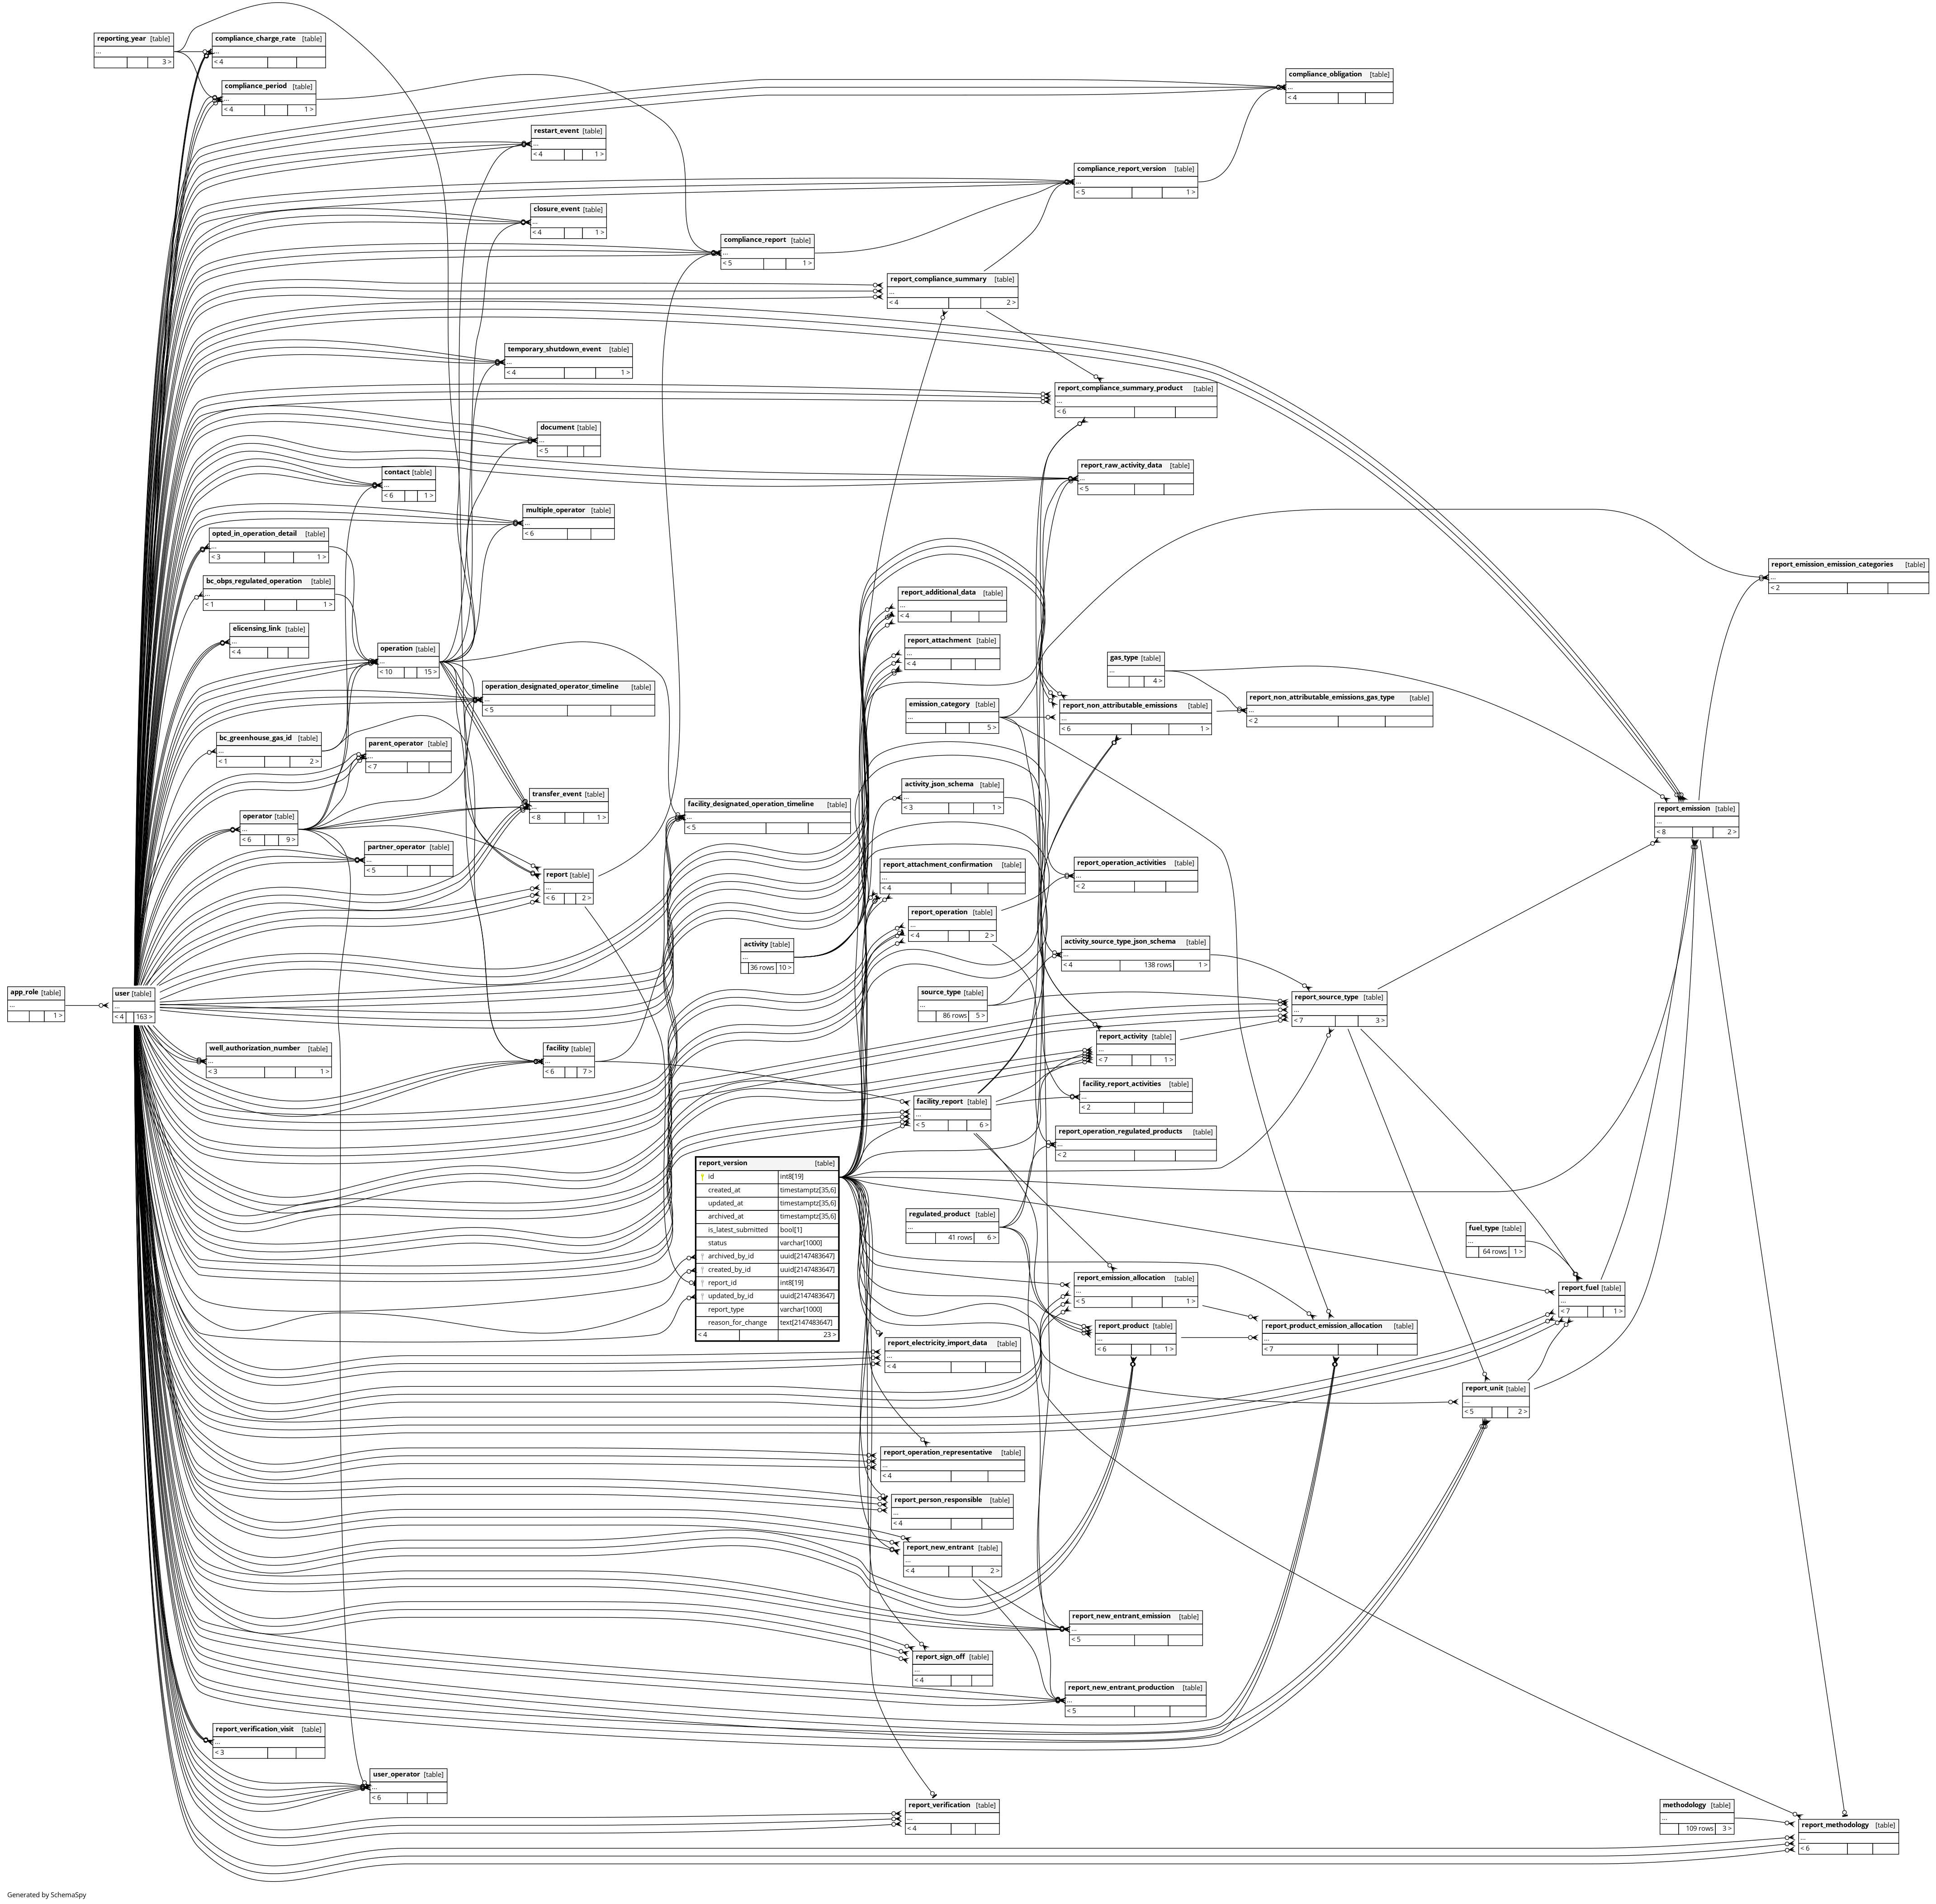 reporting_year [table]
...
3 >
compliance_charge_rate [table]
...
< 4
compliance_period [table]
...
< 4 1 >
compliance_obligation [table]
...
< 4
restart_event [table]
...
< 4 1 >
compliance_report_version [table]
...
< 5 1 >
closure_event [table]
...
< 4 1 >
compliance_report [table]
...
< 5 1 >
report_compliance_summary [table]
...
< 4 2 >
temporary_shutdown_event [table]
...
< 4 1 >
report_compliance_summary_product [table]
...
< 6
document [table]
...
< 5
contact [table]
...
< 6 1 >
report_raw_activity_data [table]
...
< 5
multiple_operator [table]
...
< 6
opted_in_operation_detail [table]
...
< 3 1 >
report_emission_emission_categories [table]
...
< 2
bc_obps_regulated_operation [table]
...
< 1 1 >
report_additional_data [table]
...
< 4
elicensing_link [table]
...
< 4
report_attachment [table]
...
< 4
operation [table]
...
< 10 15 >
gas_type [table]
...
4 >
operation_designated_operator_timeline [table]
...
< 5
report_non_attributable_emissions_gas_type [table]
...
< 2
emission_category [table]
...
5 >
report_non_attributable_emissions [table]
...
< 6 1 >
bc_greenhouse_gas_id [table]
...
< 1 2 >
parent_operator [table]
...
< 7
activity_json_schema [table]
...
< 3 1 >
transfer_event [table]
...
< 8 1 >
facility_designated_operation_timeline [table]
...
< 5
report_emission [table]
...
< 8 2 >
operator [table]
...
< 6 9 >
partner_operator [table]
...
< 5
report_attachment_confirmation [table]
...
< 4
report_operation_activities [table]
...
< 2
report [table]
...
< 6 2 >
report_operation [table]
...
< 4 2 >
activity [table]
...
36 rows 10 >
activity_source_type_json_schema [table]
...
< 4 138 rows 1 >
app_role [table]
...
1 >
user [table]
...
< 4 163 >
source_type [table]
...
86 rows 5 >
report_source_type [table]
...
< 7 3 >
well_authorization_number [table]
...
< 3 1 >
facility [table]
...
< 6 7 >
report_activity [table]
...
< 7 1 >
facility_report_activities [table]
...
< 2
facility_report [table]
...
< 5 6 >
report_operation_regulated_products [table]
...
< 2
report_version [table]
id int8[19]
created_at timestamptz[35,6]
updated_at timestamptz[35,6]
archived_at timestamptz[35,6]
is_latest_submitted bool[1]
status varchar[1000]
archived_by_id uuid[2147483647]
created_by_id uuid[2147483647]
report_id int8[19]
updated_by_id uuid[2147483647]
report_type varchar[1000]
reason_for_change text[2147483647]
< 4 23 >
regulated_product [table]
...
41 rows 6 >
fuel_type [table]
...
64 rows 1 >
report_emission_allocation [table]
...
< 5 1 >
report_fuel [table]
...
< 7 1 >
report_product [table]
...
< 6 1 >
report_product_emission_allocation [table]
...
< 7
report_electricity_import_data [table]
...
< 4
report_unit [table]
...
< 5 2 >
report_operation_representative [table]
...
< 4
report_person_responsible [table]
...
< 4
report_new_entrant [table]
...
< 4 2 >
report_new_entrant_emission [table]
...
< 5
report_sign_off [table]
...
< 4
report_new_entrant_production [table]
...
< 5
report_verification_visit [table]
...
< 3
user_operator [table]
...
< 6
report_verification [table]
...
< 4
methodology [table]
...
109 rows 3 >
report_methodology [table]
...
< 6
Generated by SchemaSpy